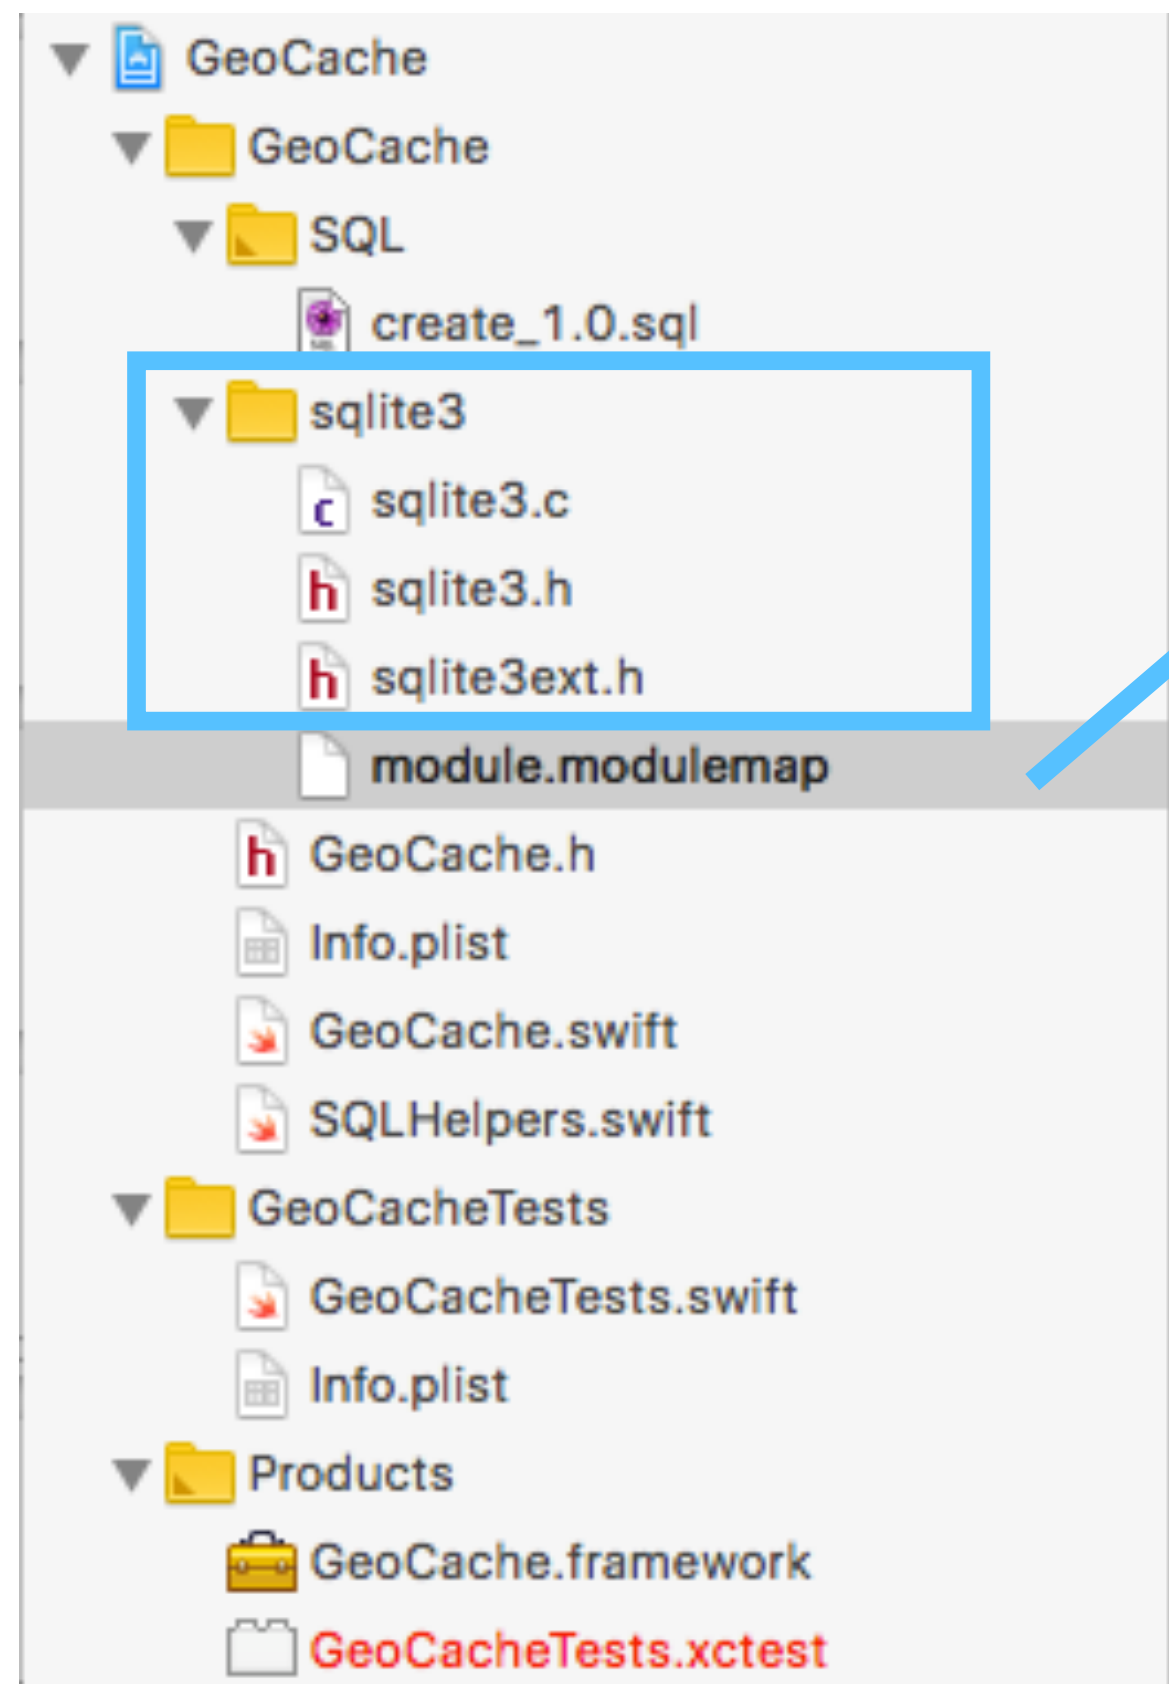 GeoCache
GeoCache
SQL
create_1.0.sql
sqlite3
c sqlite3.c
h sqlite3.h
h sqlite3ext.h
module.modulemap
h GeoCache.h
Info.plist
GeoCache.swift
SQLHelpers.swift
GeoCacheTests
GeoCacheTests.swift
Info.plist
Products
GeoCache.framework
GeoCacheTests.xctest